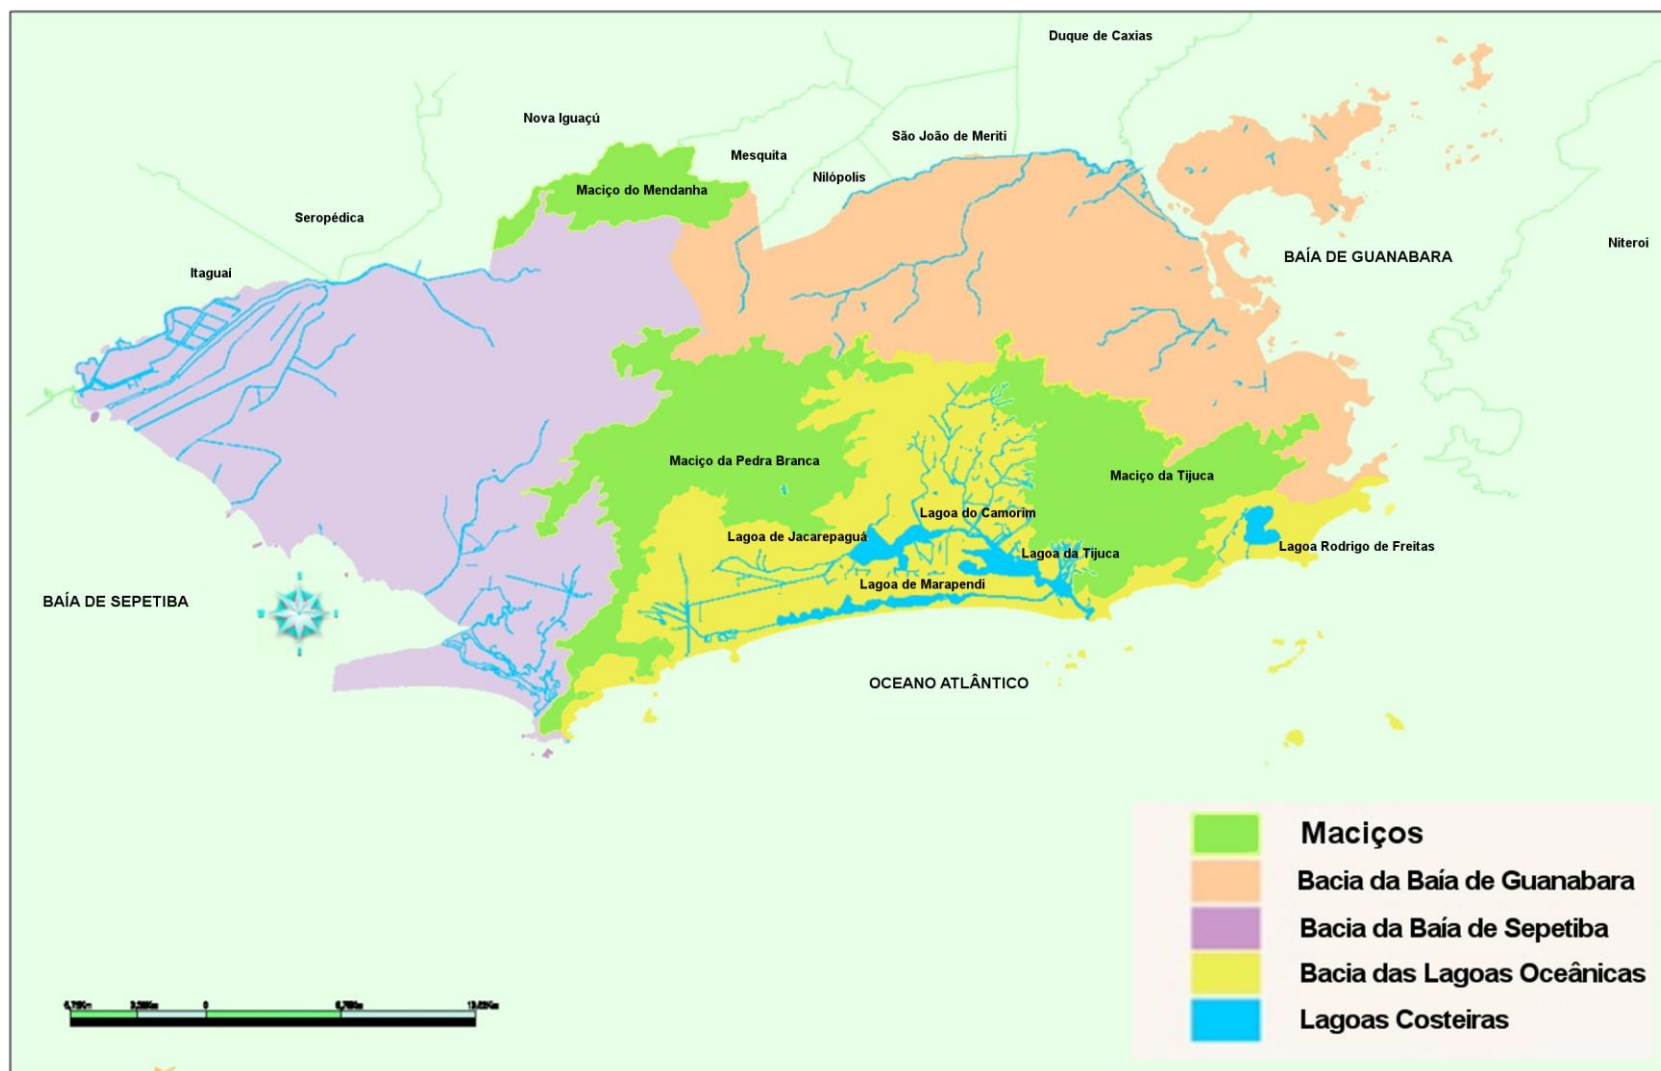 Duque de Caxias
Nova Iguaçú
São João de Meriti
Mesquita
Nilópolis
Maciço do Mendanha
Seropédica
Niteroi
BAÍA DE GUANABARA
Itaguaí
Maciço da Pedra Branca
Maciço da Tijuca
Lagoa do Camorim
Lagoa de Jacarepaguá
Lagoa Rodrigo de Freitas
Lagoa da Tijuca
Lagoa de Marapendi
BAÍA DE SEPETIBA
OCEANO ATLÂNTICO
Maciços
Bacia da Baía de Guanabara
Bacia da Baía de Sepetiba
Bacia das Lagoas Oceânicas
Lagoas Costeiras
0